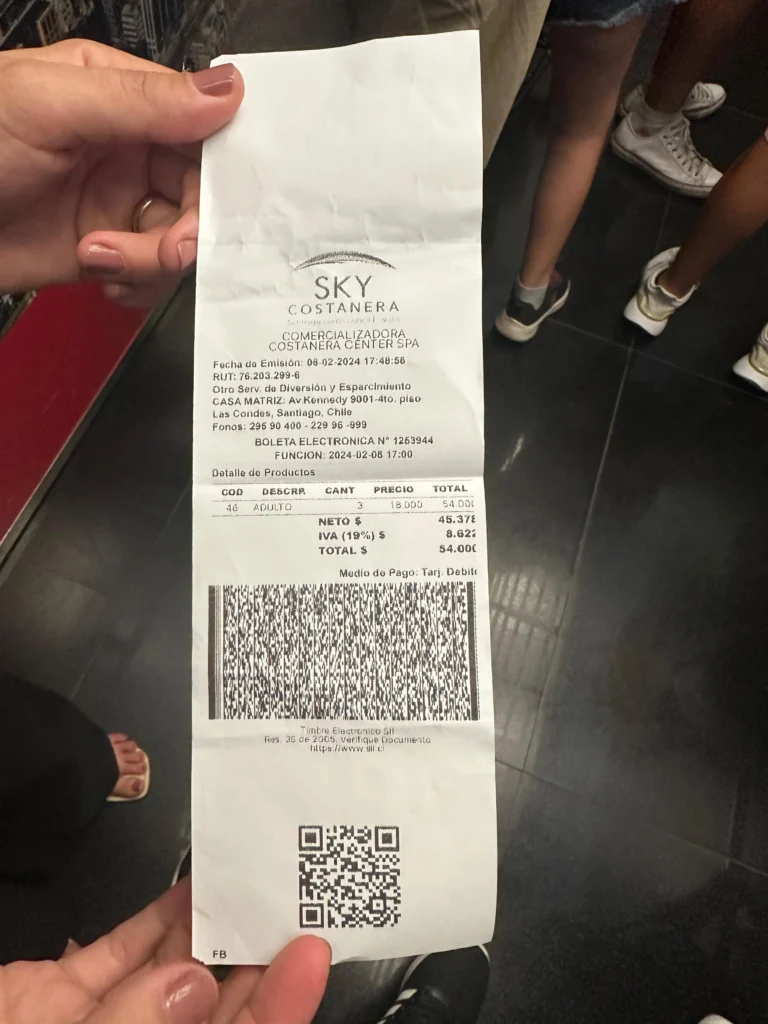 SKY
COSTANERA
COMERCIALIZADORA
COSTANERA CENTER SPA
Fecha de Emisión: 08-02-2024 17:48:56
RUT: 76.203.299-6
Otro Serv. de Diversión y Esparcimiento
CASA MATRIZ: Av.Kennedy 9001-4to. piso
Las Condes, Santiago, Chile
Fonos: 295 90 400 - 229 96 -999
BOLETA ELECTRONICA N° 1253944
FUNCION: 2024-02-08 17:00
Detalle de Productos
COD DESCRP. CANT PRECIO TOTAL
46 ADULTO 3 18.000 54.00
NETO $ 45.378
IVA (19%) $ 8.622
TOTAL $ 54.000
Medio de Pago: Tarj. Debito
Timbre Electronico SII
Res. 36 de 2005. Verifique Documento
https://www.sii.cl
FB